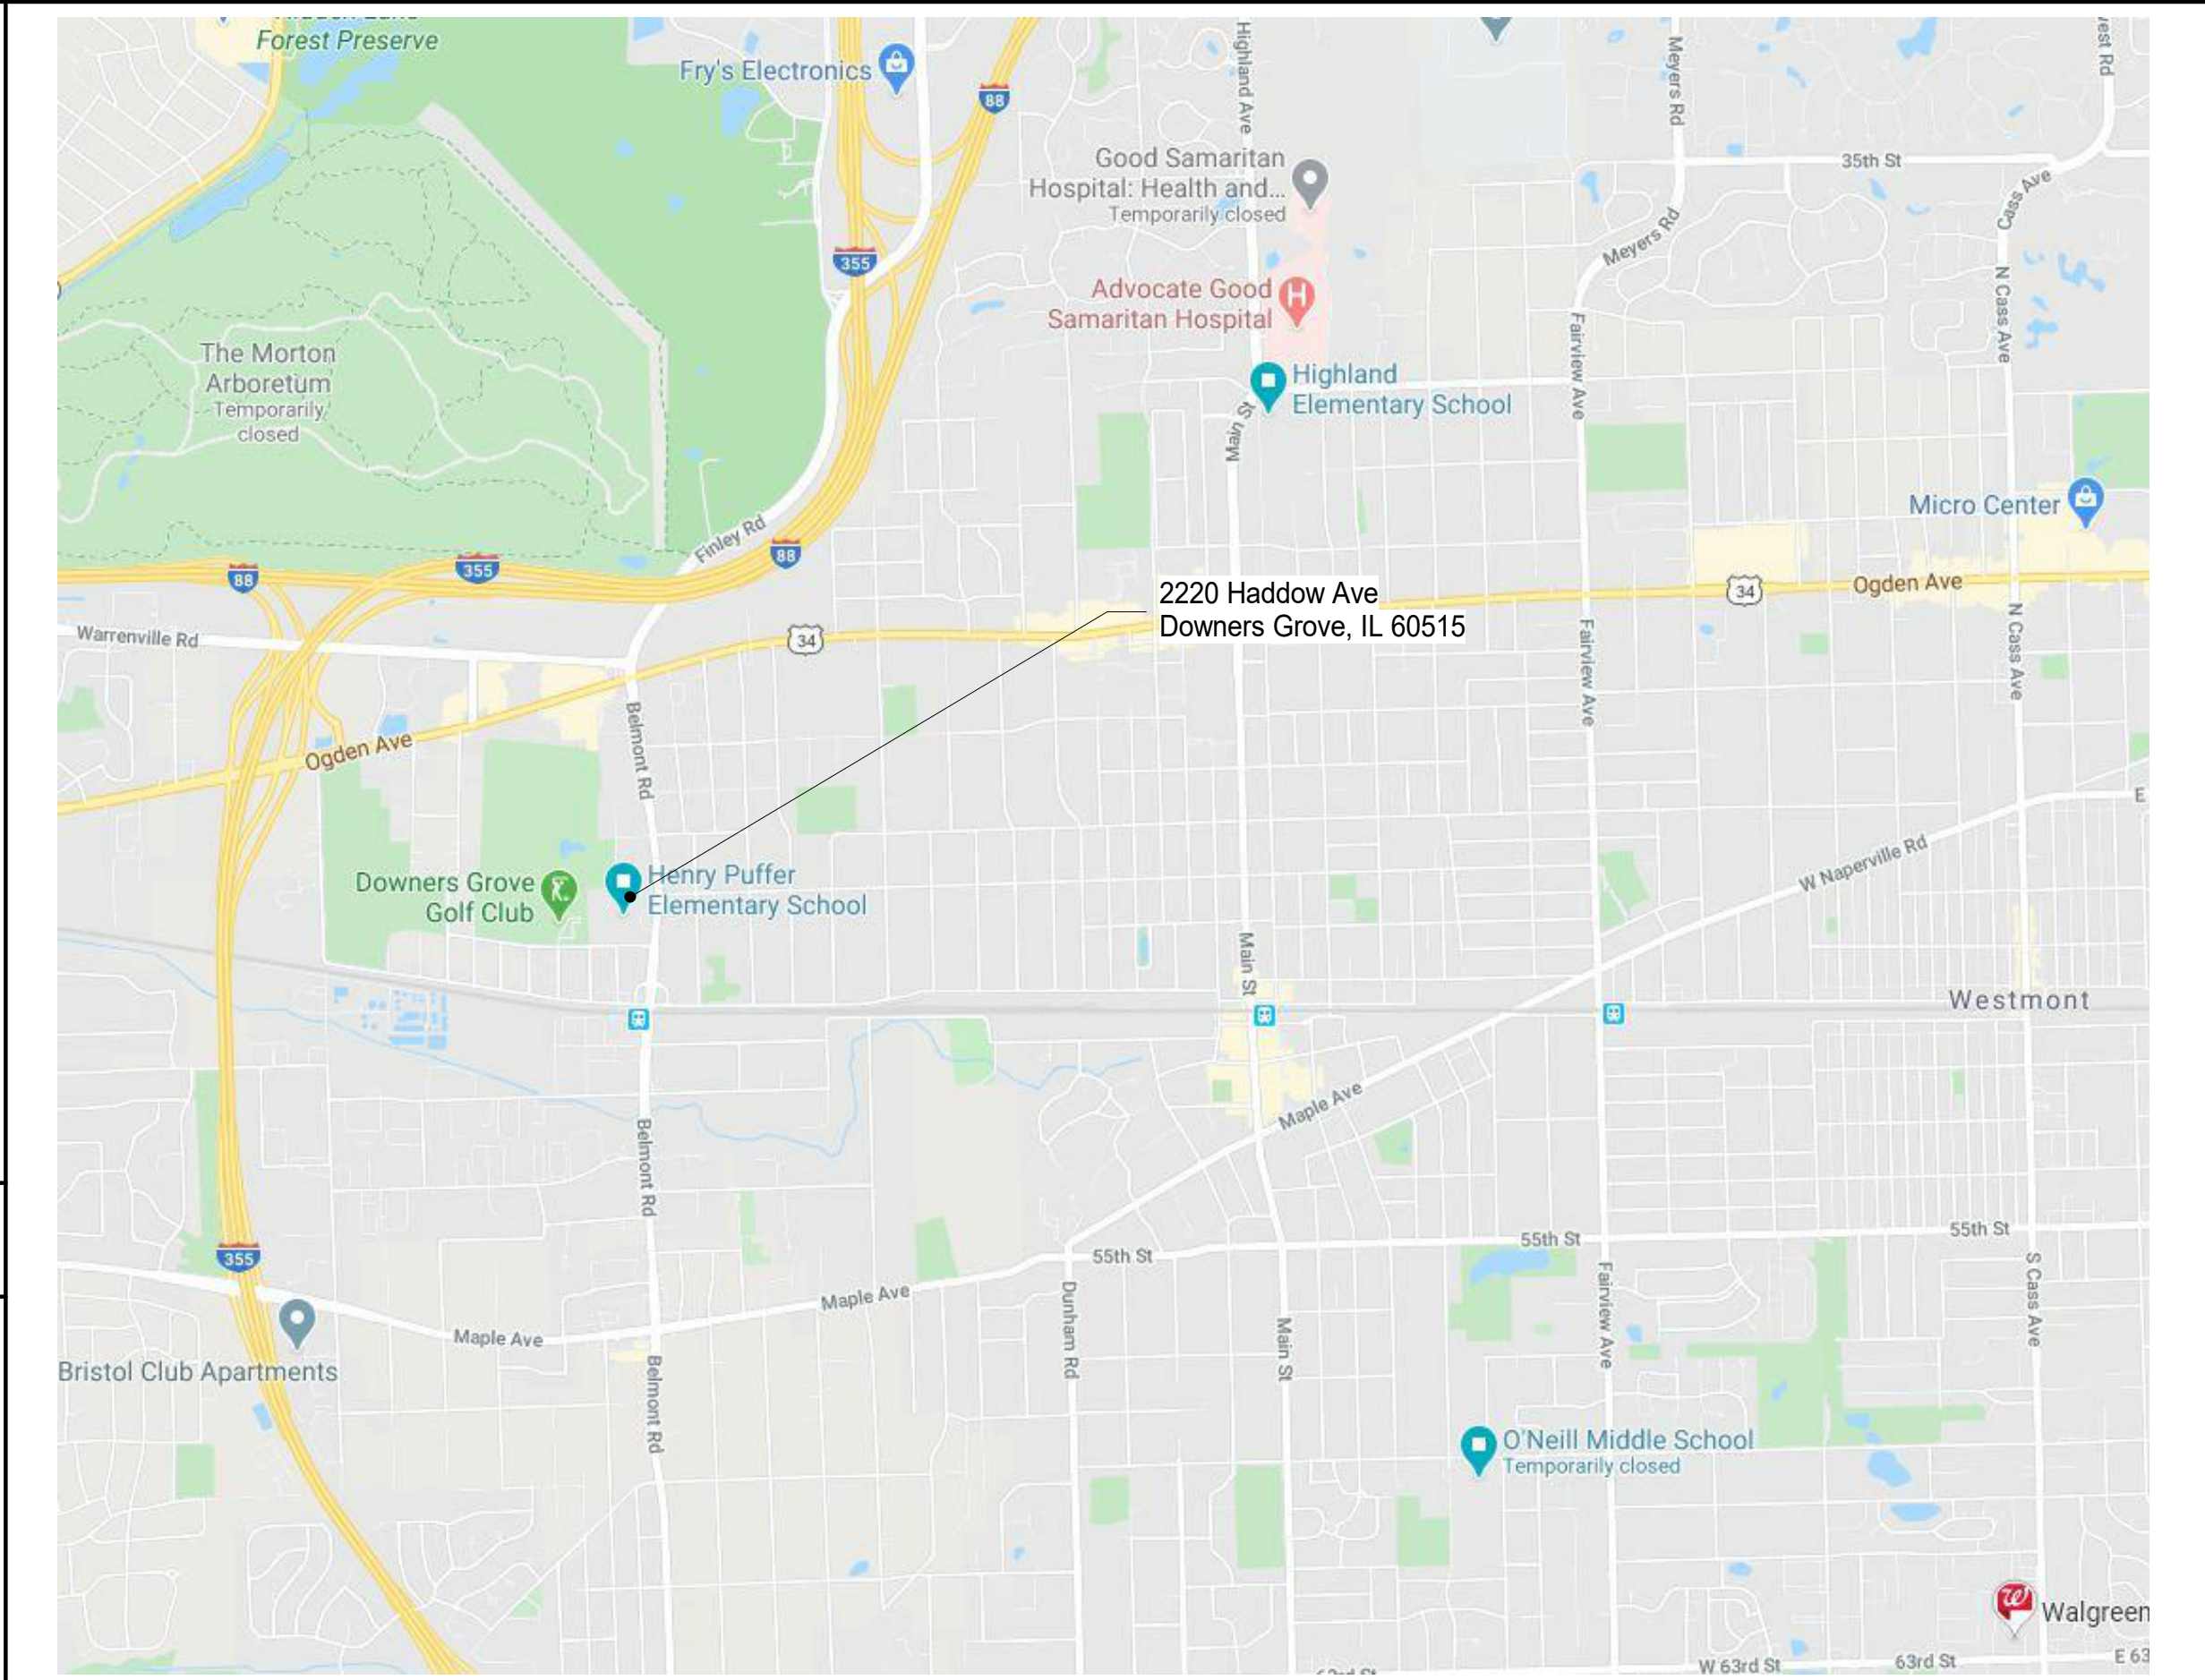 Forest Preserve
Fry's Electronics
88
Highland Ave
Meyers Rd
Good Samaritan
Hospital: Health and...
Temporarily closed
35th St
Cass Ave
Meyers Rd
355
N Cass Ave
Advocate Good
Samaritan Hospital
H
Fairview Ave
The Morton
Arboretum
Temporarily
closed
Highland
Elementary School
Main St
Micro Center
Finley Rd
88
355
88
2220 Haddow Ave
Downers Grove, IL 60515
34
Ogden Ave
Warrenville Rd
34
N Cass Ave
Fairview Ave
Belmont Rd
Ogden Ave
E
W Naperville Rd
Henry Puffer
Elementary School
Downers Grove
Golf Club
Main St
Westmont
Maple Ave
Belmont Rd
355
55th St
55th St
55th St
S Cass Ave
Maple Ave
Dunham Rd
Fairview Ave
Maple Ave
Main St
Bristol Club Apartments
Belmont Rd
O'Neill Middle School
Temporarily closed
Walgreen
W 63rd St
63rd St
E 63